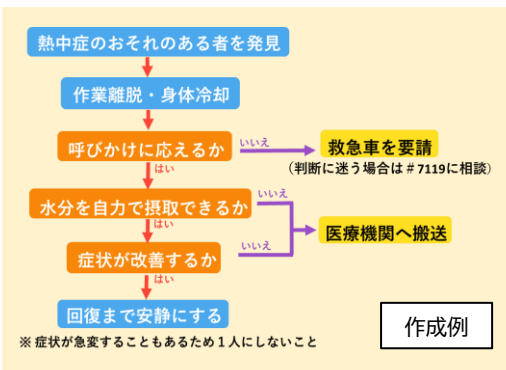 熱中症のおそれのある者を発見
作業離脱・身体冷却
呼びかけに応えるか
いいえ
救急車を要請
(判断に迷う場合は#7119に相談)
はい
水分を自力で摂取できるか
いいえ
はい
医療機関へ搬送
症状が改善するか
いいえ
はい
回復まで安静にする
※ 症状が急変することもあるため1人にしないこと
作成例